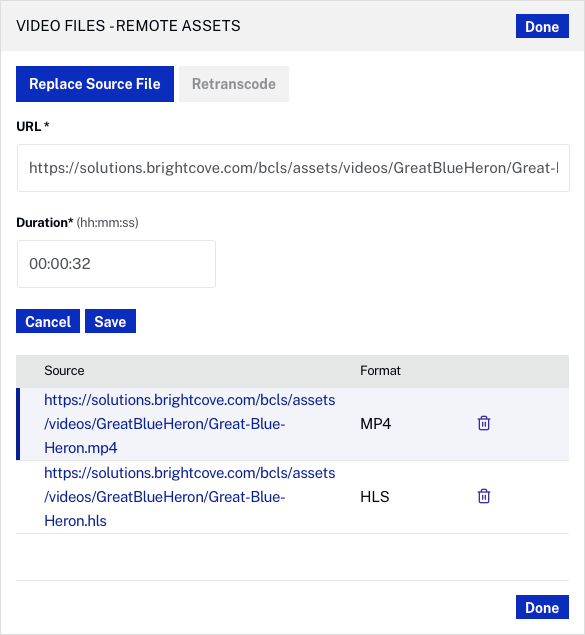 VIDEO FILES - REMOTE ASSETS
Done
Replace Source File
Retranscode
URL *
https://solutions.brightcove.com/bcls/assets/videos/GreatBlueHeron/Great-
Duration* (hh:mm:ss)
00:00:32
Cancel
Save
Source
Format
https://solutions.brightcove.com/bcls/assets
/videos/GreatBlueHeron/Great-Blue-
Heron.mp4
MP4
https://solutions.brightcove.com/bcls/assets
/videos/GreatBlueHeron/Great-Blue-
Heron.hls
HLS
Done